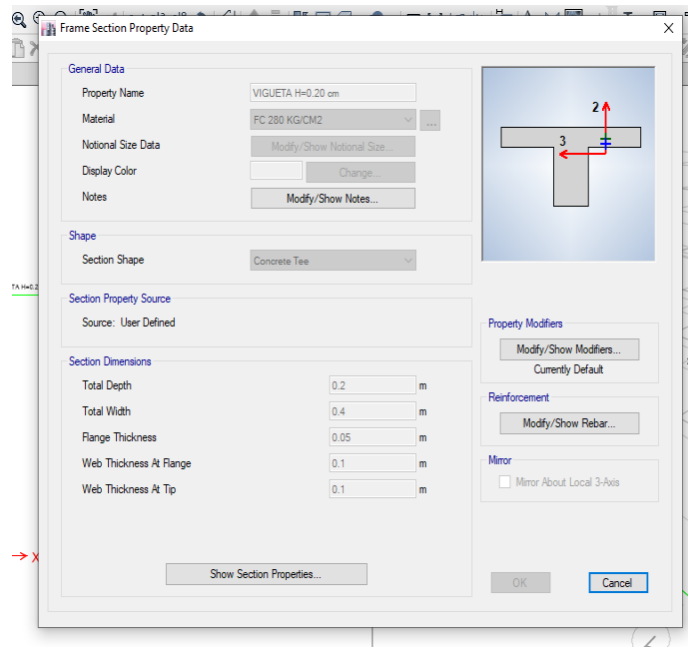 Frame Section Property Data
General Data
Property Name VIGUETA H=0.20 cm
Material FC 280 KG/CM2 ...
Notional Size Data Modify/Show Notional Size...
Display Color Change...
Notes Modify/Show Notes...
2
3
Shape
Section Shape Concrete Tee
Section Property Source
Source: User Defined
Section Dimensions
Total Depth 0.2 m
Total Width 0.4 m
Flange Thickness 0.05 m
Web Thickness At Flange 0.1 m
Web Thickness At Tip 0.1 m
Show Section Properties...
Property Modifiers
Modify/Show Modifiers...
Currently Default
Reinforcement
Modify/Show Rebar...
Mirror
Mirror About Local 3-Axis
OK Cancel
TA H=0.2
X